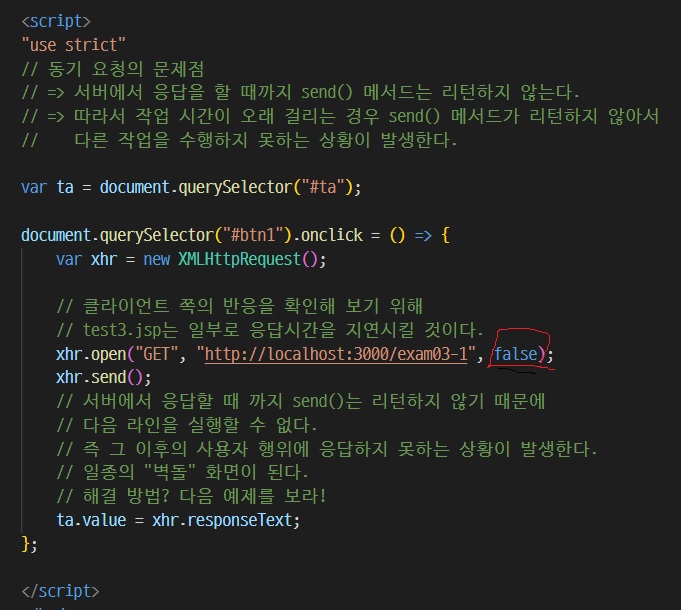 <script>
"use strict"
// 동기 요청의 문제점
// => 서버에서 응답을 할 때까지 send() 메서드는 리턴하지 않는다.
// => 따라서 작업 시간이 오래 걸리는 경우 send() 메서드가 리턴하지 않아서
//    다른 작업을 수행하지 못하는 상황이 발생한다.
var ta = document.querySelector("#ta");
document.querySelector("#btn1").onclick = () => {
    var xhr = new XMLHttpRequest();
    // 클라이언트 쪽의 반응을 확인해 보기 위해
    // test3.jsp는 일부로 응답시간을 지연시킬 것이다.
    xhr.open("GET", "http://localhost:3000/exam03-1", false);
    xhr.send();
    // 서버에서 응답할 때 까지 send()는 리턴하지 않기 때문에
    // 다음 라인을 실행할 수 없다.
    // 즉 그 이후의 사용자 행위에 응답하지 못하는 상황이 발생한다.
    // 일종의 "벽돌" 화면이 된다.
    // 해결 방법? 다음 예제를 보라!
    ta.value = xhr.responseText;
};
</script>